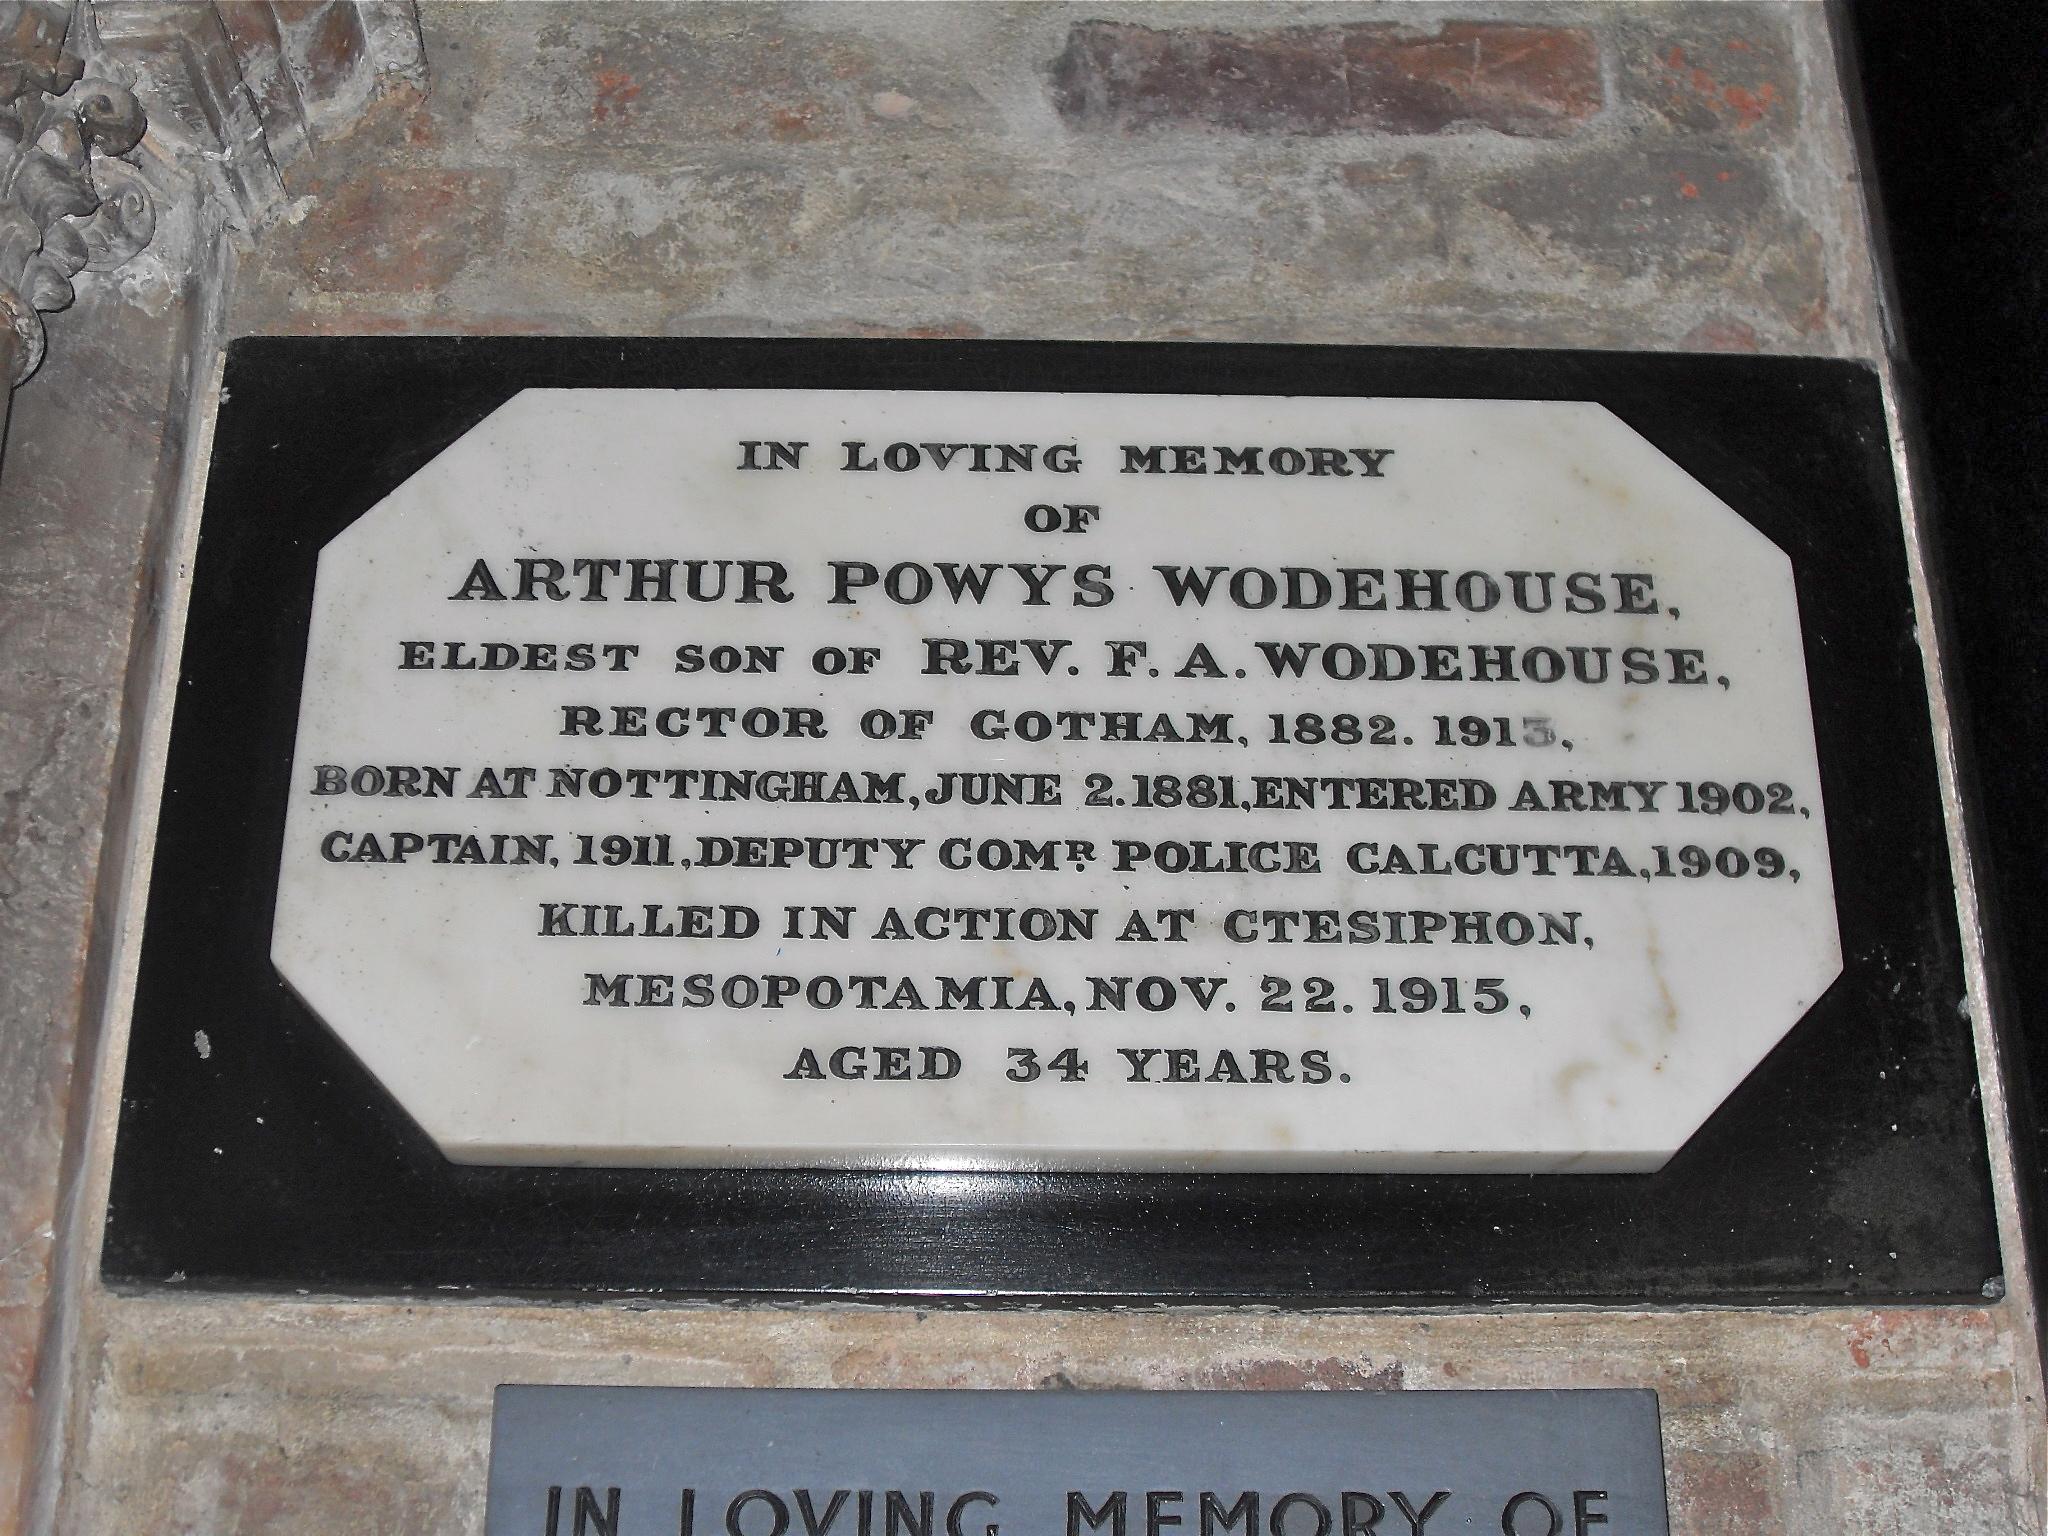 IN LOVING MEMORY
OF
ARTHUR POWYS WODEHOUSE,
ELDEST SON OF REV. F. A. WODEHOUSE,
RECTOR OF GOTHAM, 1882. 1913,
BORN AT NOTTINGHAM, JUNE 2. 1881, ENTERED ARMY 1902,
CAPTAIN, 1911, DEPUTY COMR. POLICE CALCUTTA, 1909,
KILLED IN ACTION AT CTESIPHON,
MESOPOTAMIA, NOV. 22. 1915,
AGED 34 YEARS.
IN LOVING MEMORY OF